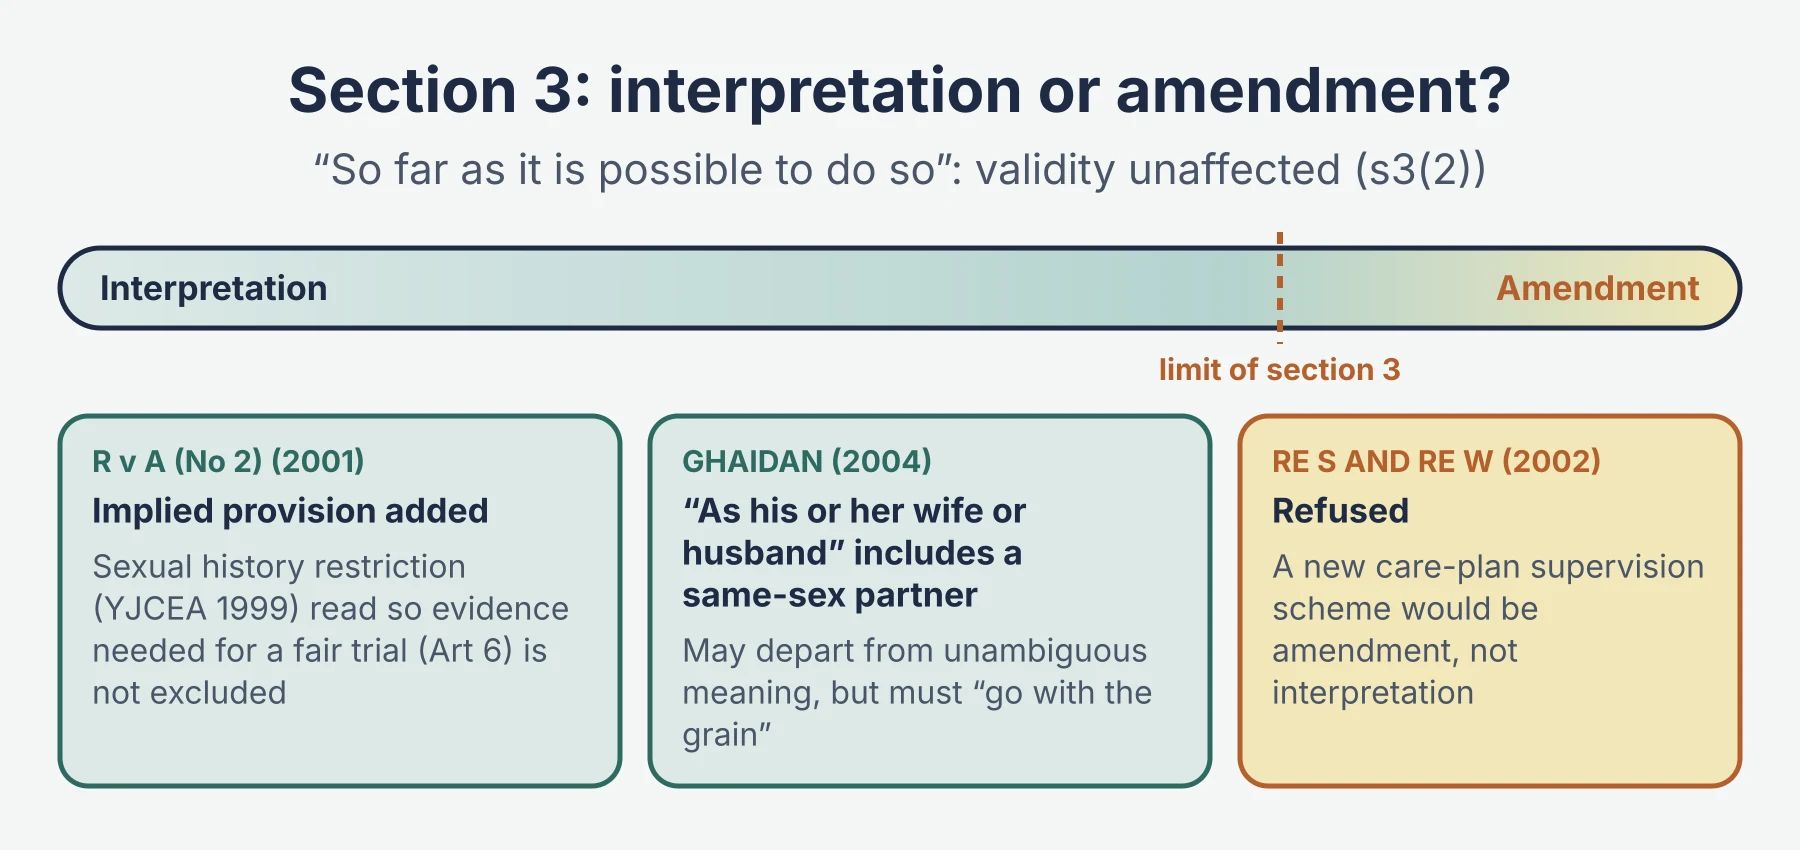 Section 3: interpretation or amendment?
“So far as it is possible to do so”: validity unaffected (s3(2))
Interpretation
Amendment
limit of section 3
R v A (No 2) (2001)
Implied provision added
Sexual history restriction
(YJCEA 1999) read so evidence
needed for a fair trial (Art 6) is
not excluded
GHAIDAN (2004)
“As his or her wife or
husband” includes a
same-sex partner
May depart from unambiguous
meaning, but must “go with the
grain”
RE S AND RE W (2002)
Refused
A new care-plan supervision
scheme would be
amendment, not
interpretation